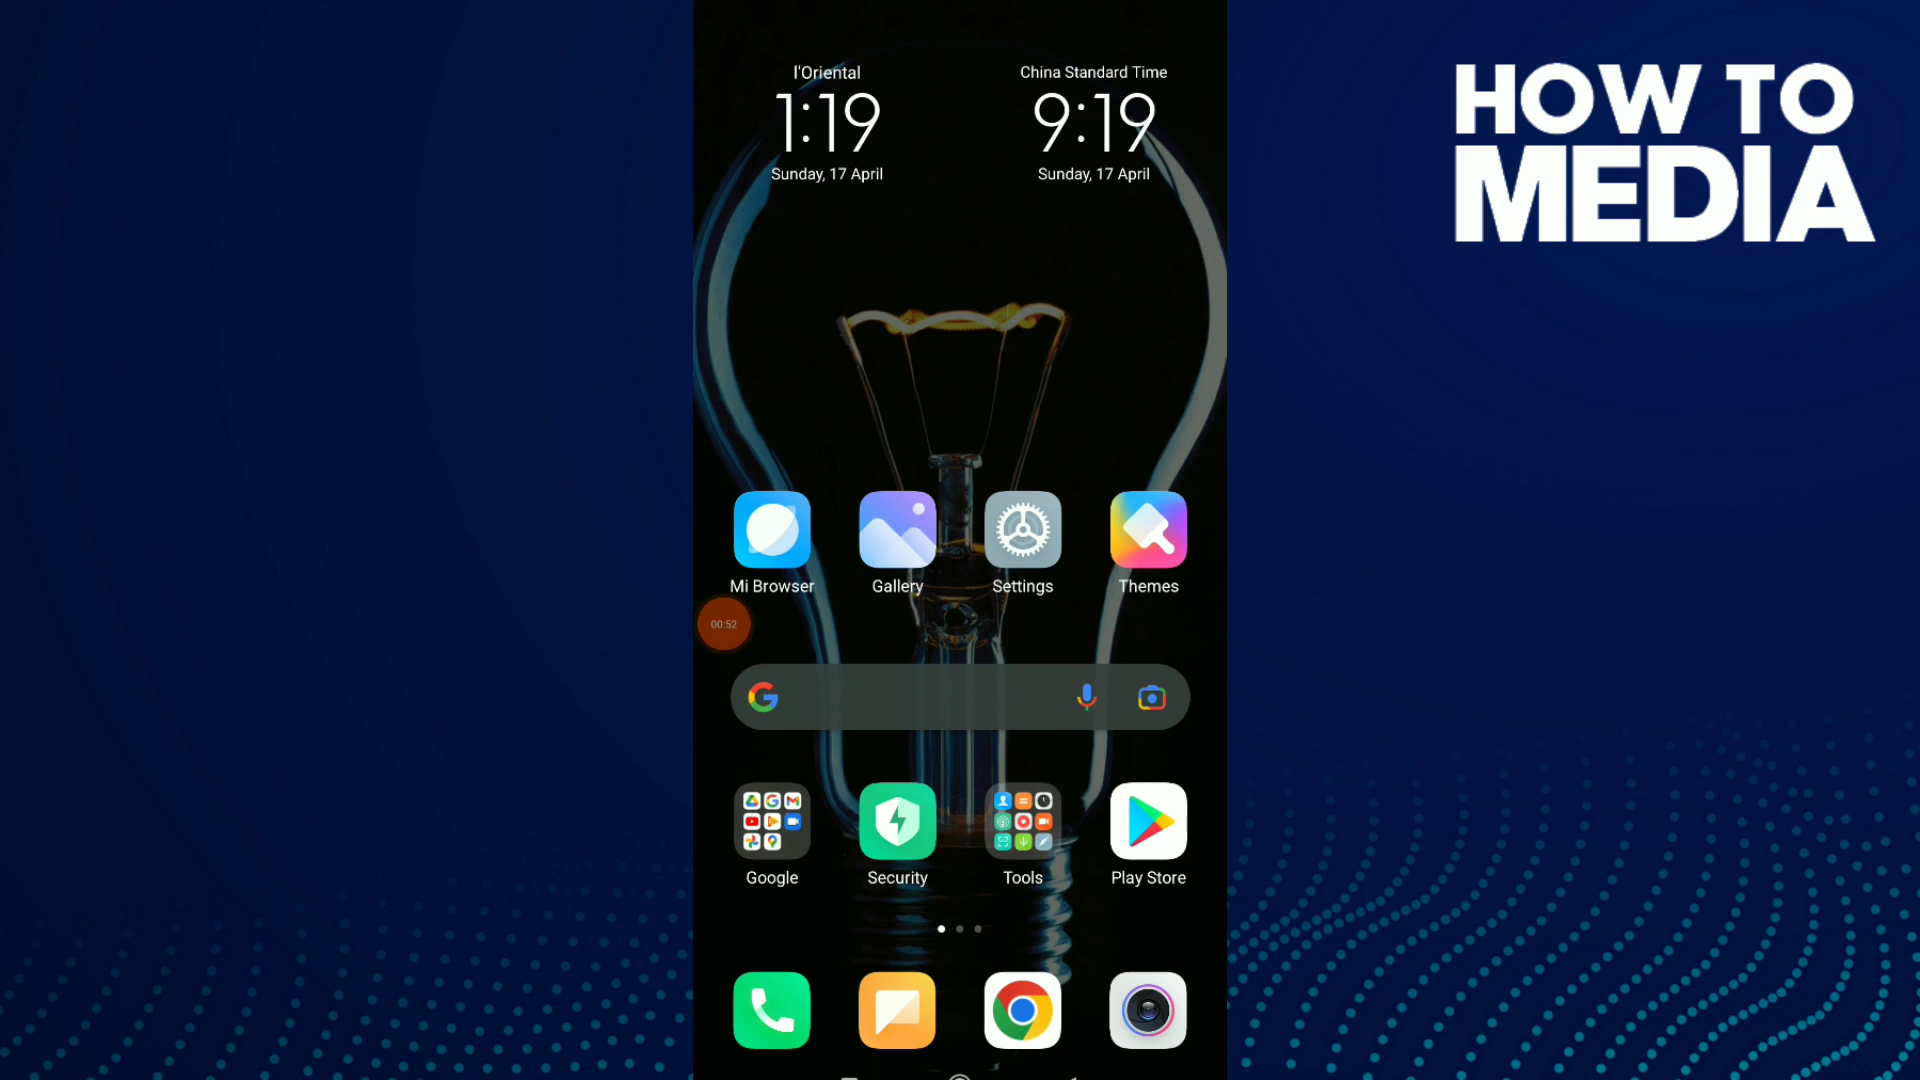 HOW TO
MEDIA
l'Oriental
1:19
Sunday, 17 April
China Standard Time
9:19
Sunday, 17 April
Mi Browser
Gallery
Settings
Themes
00:52
Google
Security
Tools
Play Store